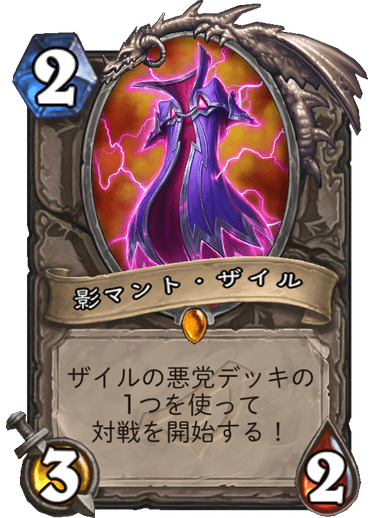 2
影マント・ザイル
ザイルの悪党デッキの
1つを使って
対戦を開始する！
3
2